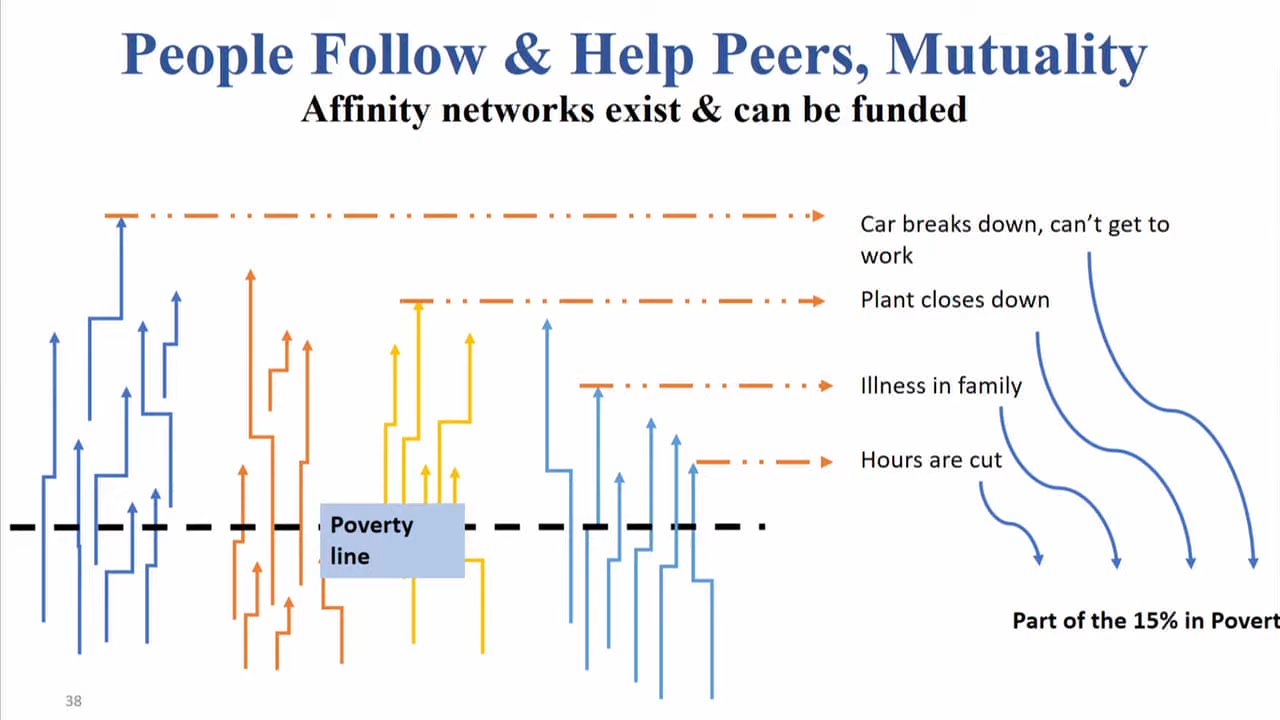 People Follow & Help Peers, Mutuality
Affinity networks exist & can be funded
Car breaks down, can’t get to
work
Plant closes down
Illness in family
Hours are cut
Poverty
line
Part of the 15% in Povert
38